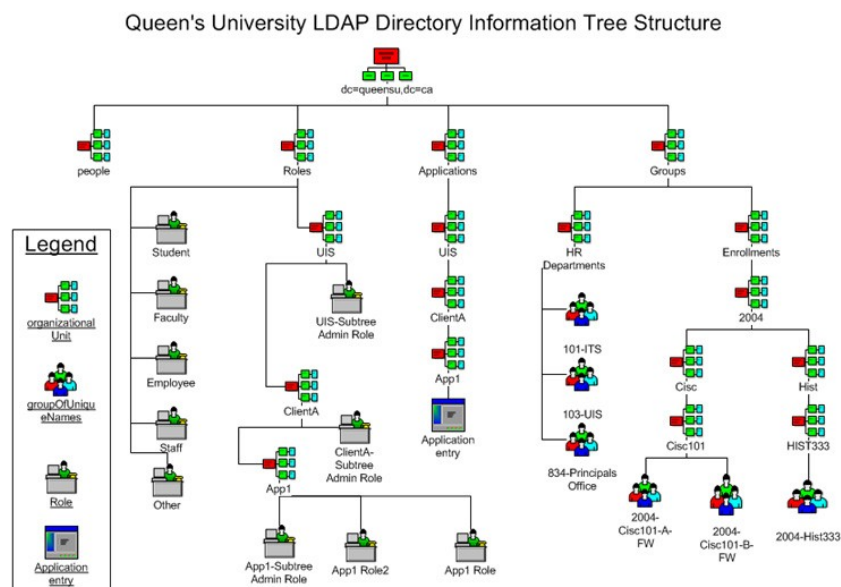 Queen's University LDAP Directory Information Tree Structure
dc=queensu,dc=ca
people
Roles
Applications
Groups
Legend
organizational
Unit
groupOfUniqu
eNames
Role
Application
entry
Student
Faculty
Employee
Staff
Other
UIS
UIS-Subtree
Admin Role
ClientA
ClientA-
Subtree
Admin Role
App1
App1-Subtree
Admin Role
App1 Role2
App1 Role
UIS
ClientA
App1
Application
entry
HR
Departments
101-ITS
103-UIS
834-Principals
Office
Enrollments
2004
Cisc
Hist
Cisc101
HIST333
2004-
Cisc101-A-
FW
2004-
Cisc101-B-
FW
2004-Hist333